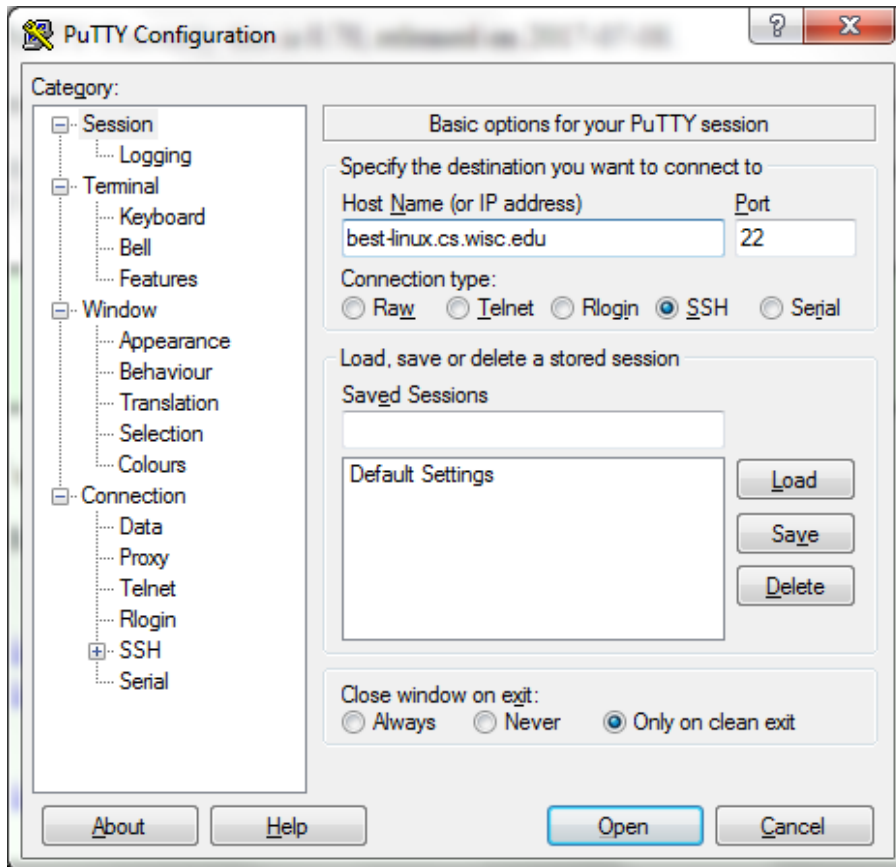 PuTTY Configuration
Category:
Session
Logging
Terminal
Keyboard
Bell
Features
Window
Appearance
Behaviour
Translation
Selection
Colours
Connection
Data
Proxy
Telnet
Rlogin
SSH
Serial
Basic options for your PuTTY session
Specify the destination you want to connect to
Host Name (or IP address) Port
best-linux.cs.wisc.edu 22
Connection type:
Raw Telnet Rlogin SSH Serial
Load, save or delete a stored session
Saved Sessions
Default Settings
Load
Save
Delete
Close window on exit:
Always Never Only on clean exit
About Help Open Cancel